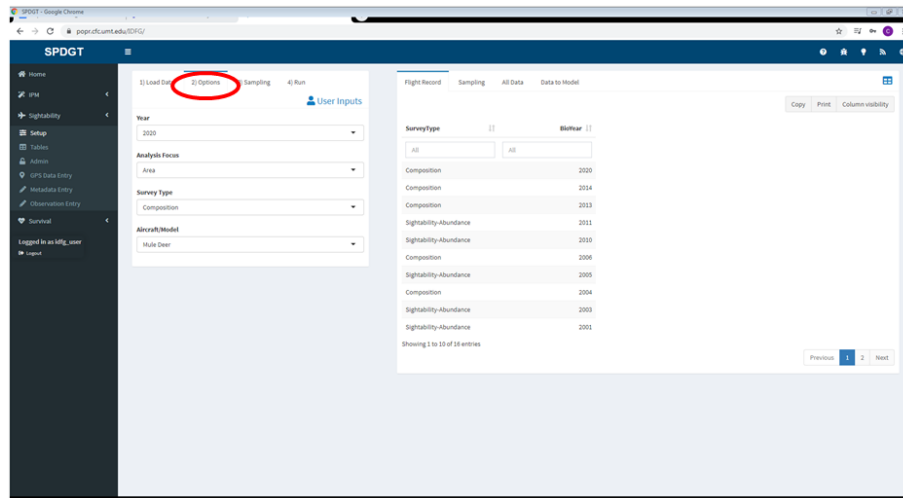 SPDGT - Google Chrome
popr.cfc.umt.edu/IDFG/
SPDGT
Home
IPM
Sightability
Setup
Tables
Admin
GPS Data Entry
Metadata Entry
Observation Entry
Survival
Logged in as idfg_user
Logout
1) Load Data 2) Options 3) Sampling 4) Run
User Inputs
Year
2020
Analysis Focus
Area
Survey Type
Composition
Aircraft/Model
Mule Deer
Flight Record Sampling All Data Data to Model
Copy Print Column visibility
SurveyType BioYear
All All
Composition 2020
Composition 2014
Composition 2013
Sightability-Abundance 2011
Sightability-Abundance 2010
Composition 2006
Sightability-Abundance 2005
Composition 2004
Sightability-Abundance 2003
Sightability-Abundance 2001
Showing 1 to 10 of 16 entries
Previous 1 2 Next